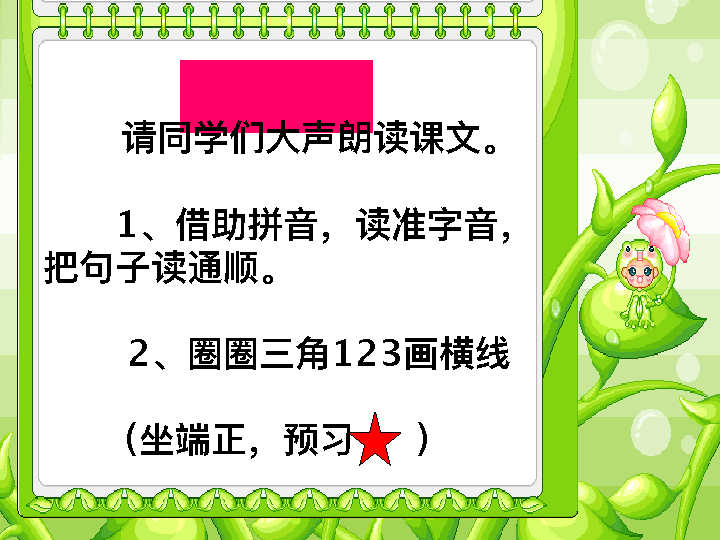 请同学们大声朗读课文。
1、借助拼音，读准字音，
把句子读通顺。
2、圈圈三角123画横线
（坐端正，预习 ）